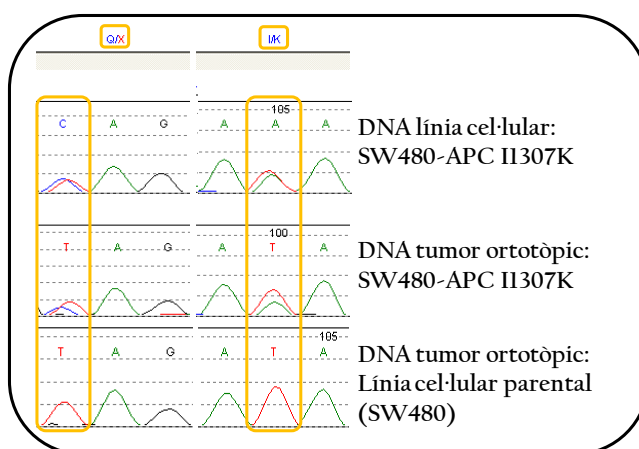 Q/X I/K
105
C A G A A A
DNA línia cel·lular:
SW480-APC I1307K
100
T A G A T A
DNA tumor ortotòpic:
SW480-APC I1307K
105
T A G A T A
DNA tumor ortotòpic:
Línia cel·lular parental
(SW480)